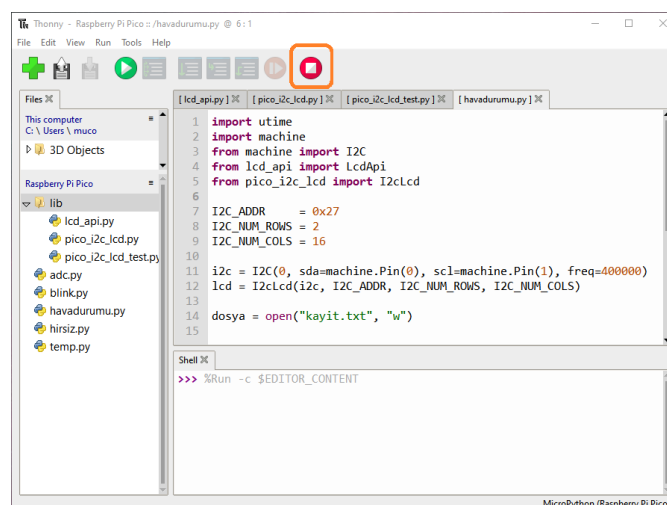 Thonny - Raspberry Pi Pico :: /havadurumu.py @ 6:1
File Edit View Run Tools Help
Files
This computer
C: \ Users \ muco
3D Objects
Raspberry Pi Pico
lib
lcd_api.py
pico_i2c_lcd.py
pico_i2c_lcd_test.py
adc.py
blink.py
havadurumu.py
hirsiz.py
temp.py
[ lcd_api.py ] [ pico_i2c_lcd.py ] [ pico_i2c_lcd_test.py ] [ havadurumu.py ]
1 import utime
2 import machine
3 from machine import I2C
4 from lcd_api import LcdApi
5 from pico_i2c_lcd import I2cLcd
6
7 I2C_ADDR     = 0x27
8 I2C_NUM_ROWS = 2
9 I2C_NUM_COLS = 16
10
11 i2c = I2C(0, sda=machine.Pin(0), scl=machine.Pin(1), freq=400000)
12 lcd = I2cLcd(i2c, I2C_ADDR, I2C_NUM_ROWS, I2C_NUM_COLS)
13
14 dosya = open("kayit.txt", "w")
15
Shell
>>> %Run -c $EDITOR_CONTENT
MicroPython (Raspberry Pi Pico